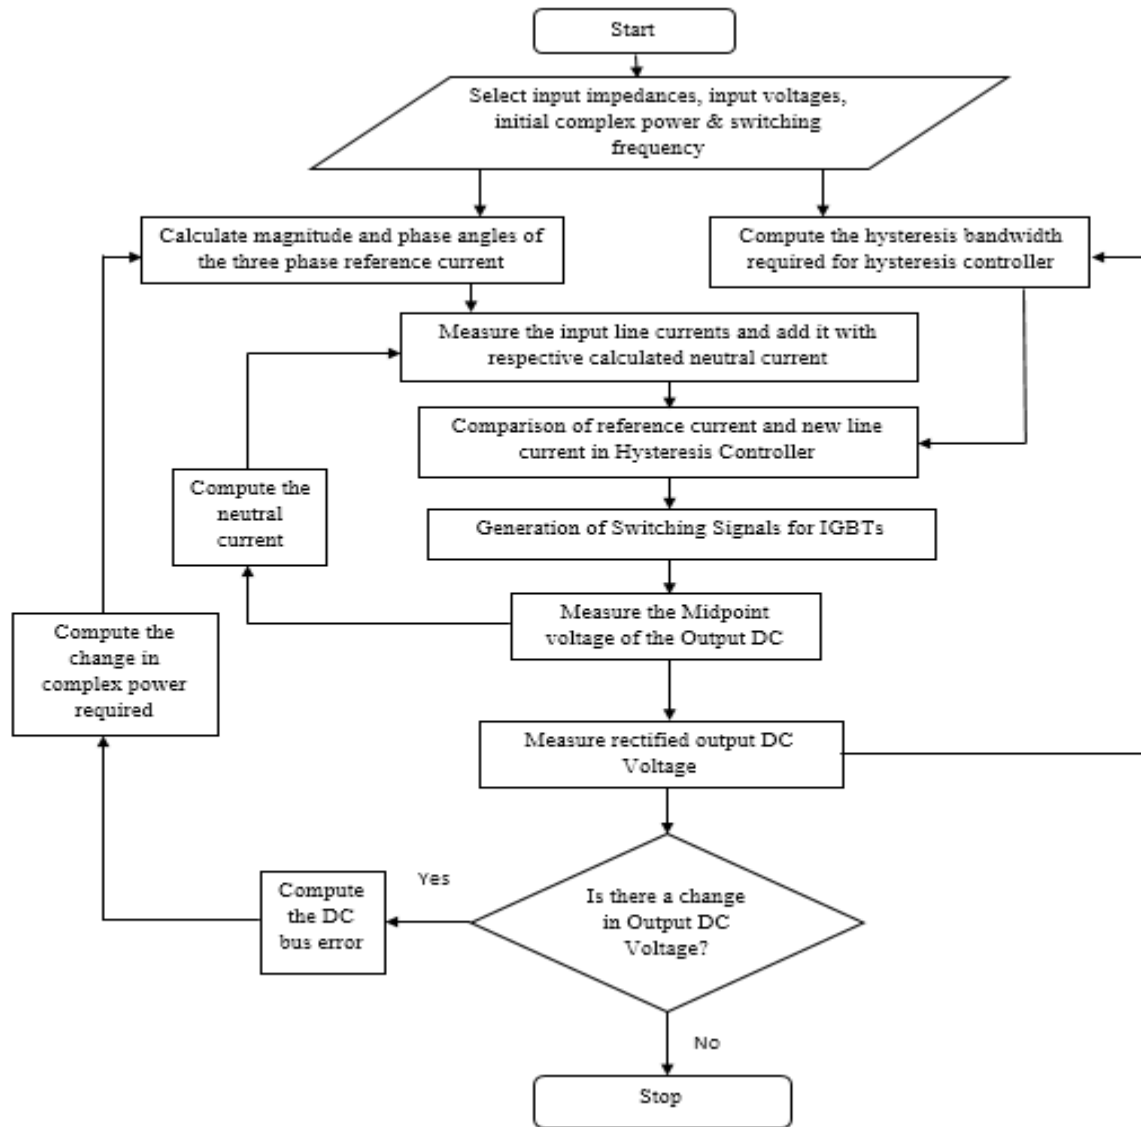 Start
Select input impedances, input voltages,
initial complex power & switching
frequency
Calculate magnitude and phase angles of
the three phase reference current
Compute the hysteresis bandwidth
required for hysteresis controller
Measure the input line currents and add it with
respective calculated neutral current
Comparison of reference current and new line
current in Hysteresis Controller
Compute the
neutral
current
Generation of Switching Signals for IGBTs
Measure the Midpoint
voltage of the Output DC
Compute the
change in
complex power
required
Measure rectified output DC
Voltage
Is there a change
in Output DC
Voltage?
Yes
Compute
the DC
bus error
No
Stop